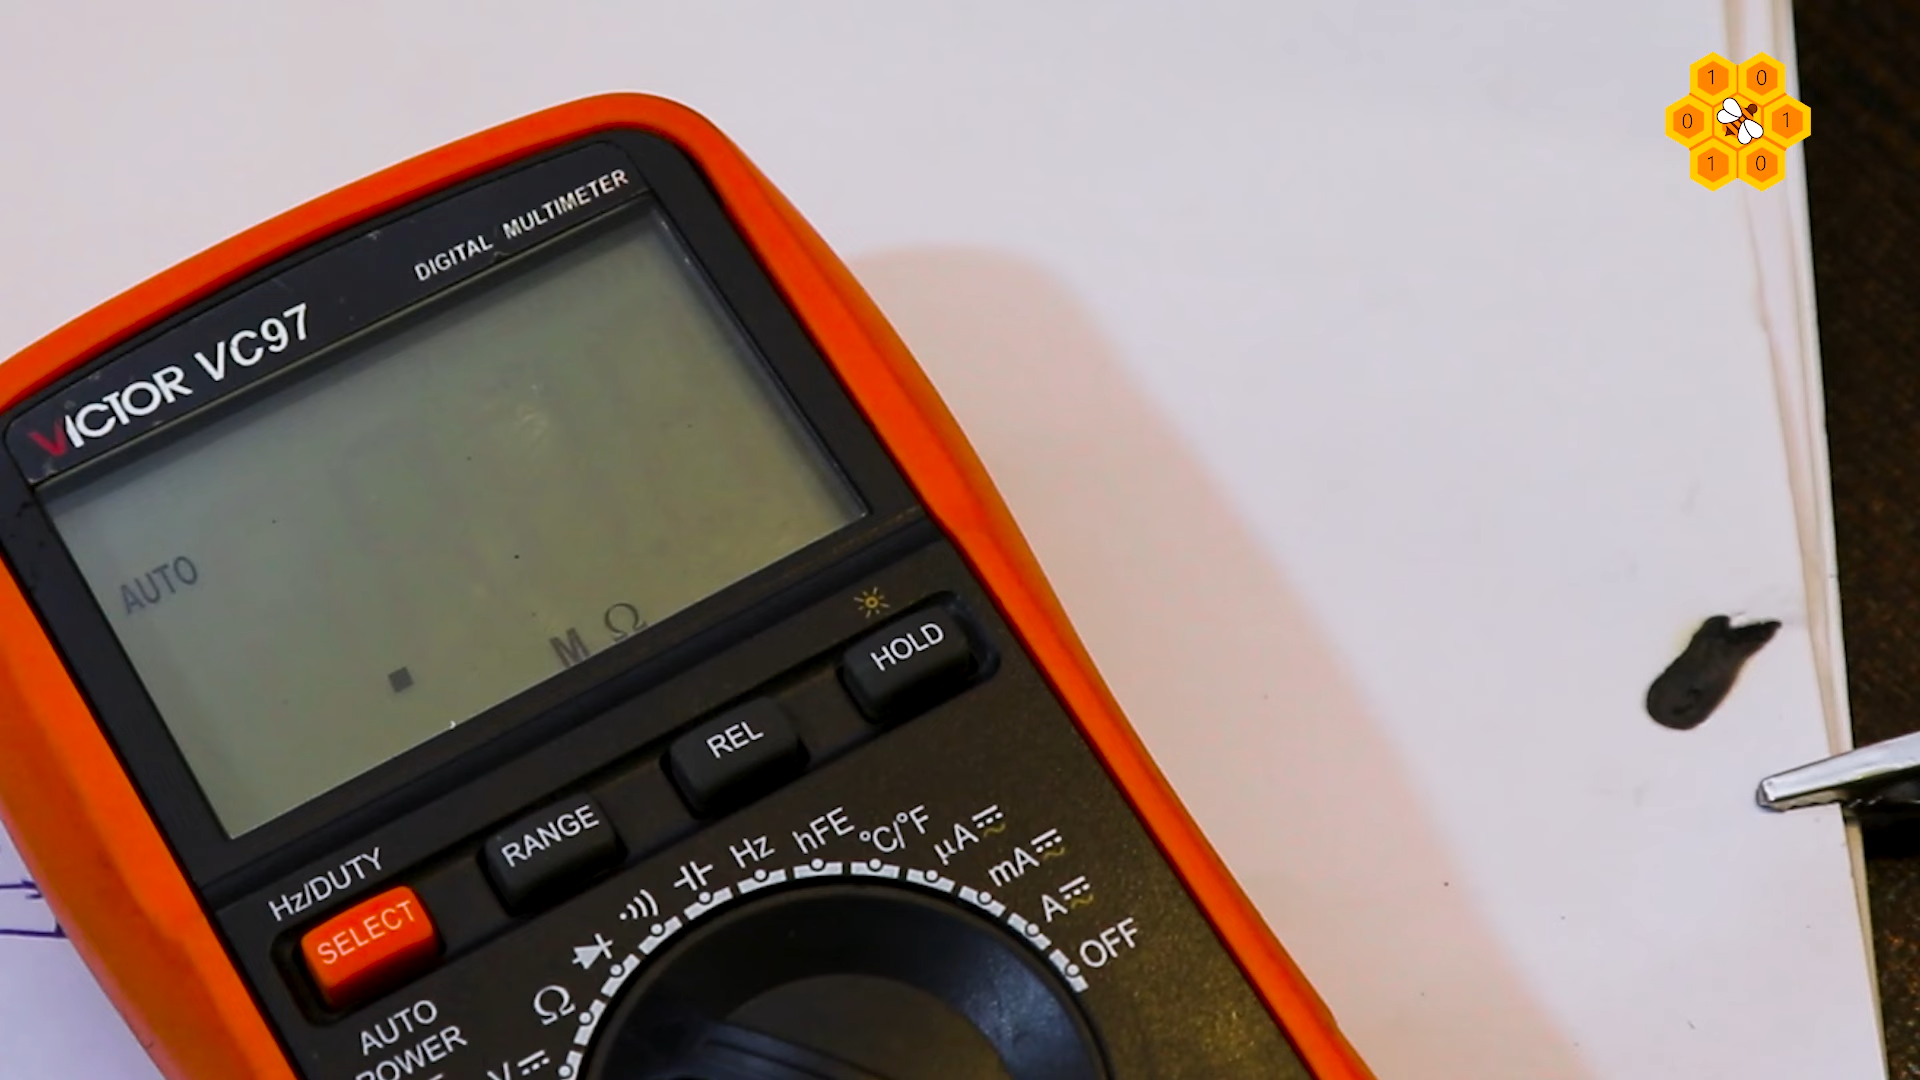 DIGITAL MULTIMETER
VICTOR VC97
AUTO
M Ω
HOLD
REL
RANGE
Hz/DUTY
SELECT
AUTO
POWER
V
Ω
Hz
hFE
°C/°F
µA
mA
A
OFF
1 0
0 1
1 0